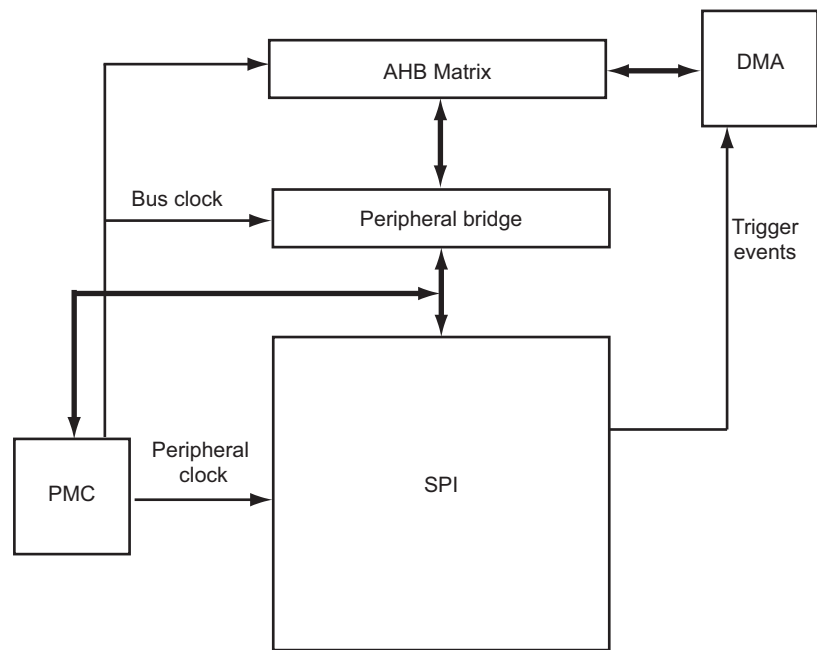 AHB Matrix
DMA
Bus clock
Peripheral bridge
Trigger
events
Peripheral
clock
PMC
SPI